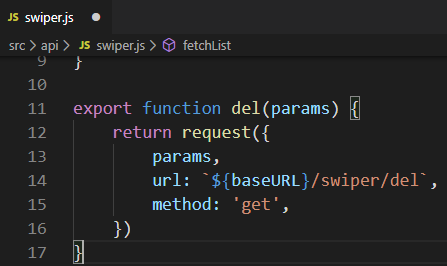 JS swiper.js ●
src > api > JS swiper.js > fetchList
9 }
10
11 export function del(params) {
12     return request({
13         params,
14         url: `${baseURL}/swiper/del`,
15         method: 'get',
16     })
17 }